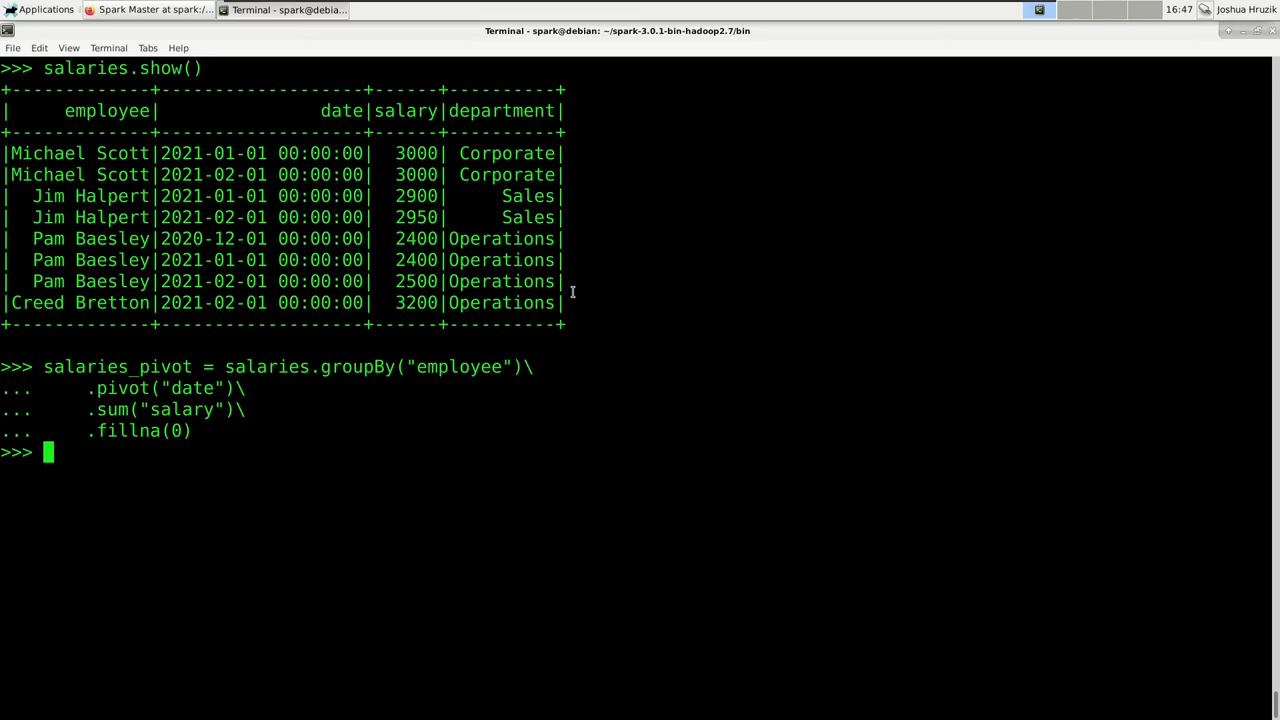 Applications Spark Master at spark:/... Terminal - spark@debia... 16:47 Joshua Hruzik
Terminal - spark@debian: ~/spark-3.0.1-bin-hadoop2.7/bin
File Edit View Terminal Tabs Help
>>> salaries.show()
+-------------+-------------------+------+----------+
|     employee|               date|salary|department|
+-------------+-------------------+------+----------+
|Michael Scott|2021-01-01 00:00:00|  3000| Corporate|
|Michael Scott|2021-02-01 00:00:00|  3000| Corporate|
|  Jim Halpert|2021-01-01 00:00:00|  2900|     Sales|
|  Jim Halpert|2021-02-01 00:00:00|  2950|     Sales|
|  Pam Baesley|2020-12-01 00:00:00|  2400|Operations|
|  Pam Baesley|2021-01-01 00:00:00|  2400|Operations|
|  Pam Baesley|2021-02-01 00:00:00|  2500|Operations|
|Creed Bretton|2021-02-01 00:00:00|  3200|Operations|
+-------------+-------------------+------+----------+
>>> salaries_pivot = salaries.groupBy("employee")\
...     .pivot("date")\
...     .sum("salary")\
...     .fillna(0)
>>>